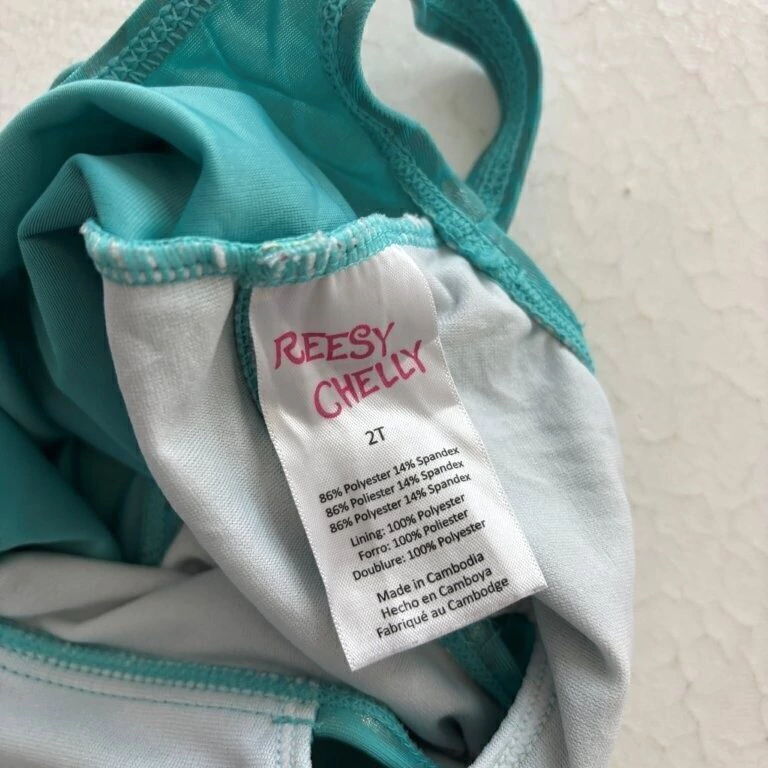 REESY
CHELLY
2T
86% Polyester 14% Spandex
86% Poliester 14% Spandex
86% Polyester 14% Spandex
Lining: 100% Polyester
Forro: 100% Poliester
Doublure: 100% Polyester
Made in Cambodia
Hecho en Camboya
Fabriqué au Cambodge